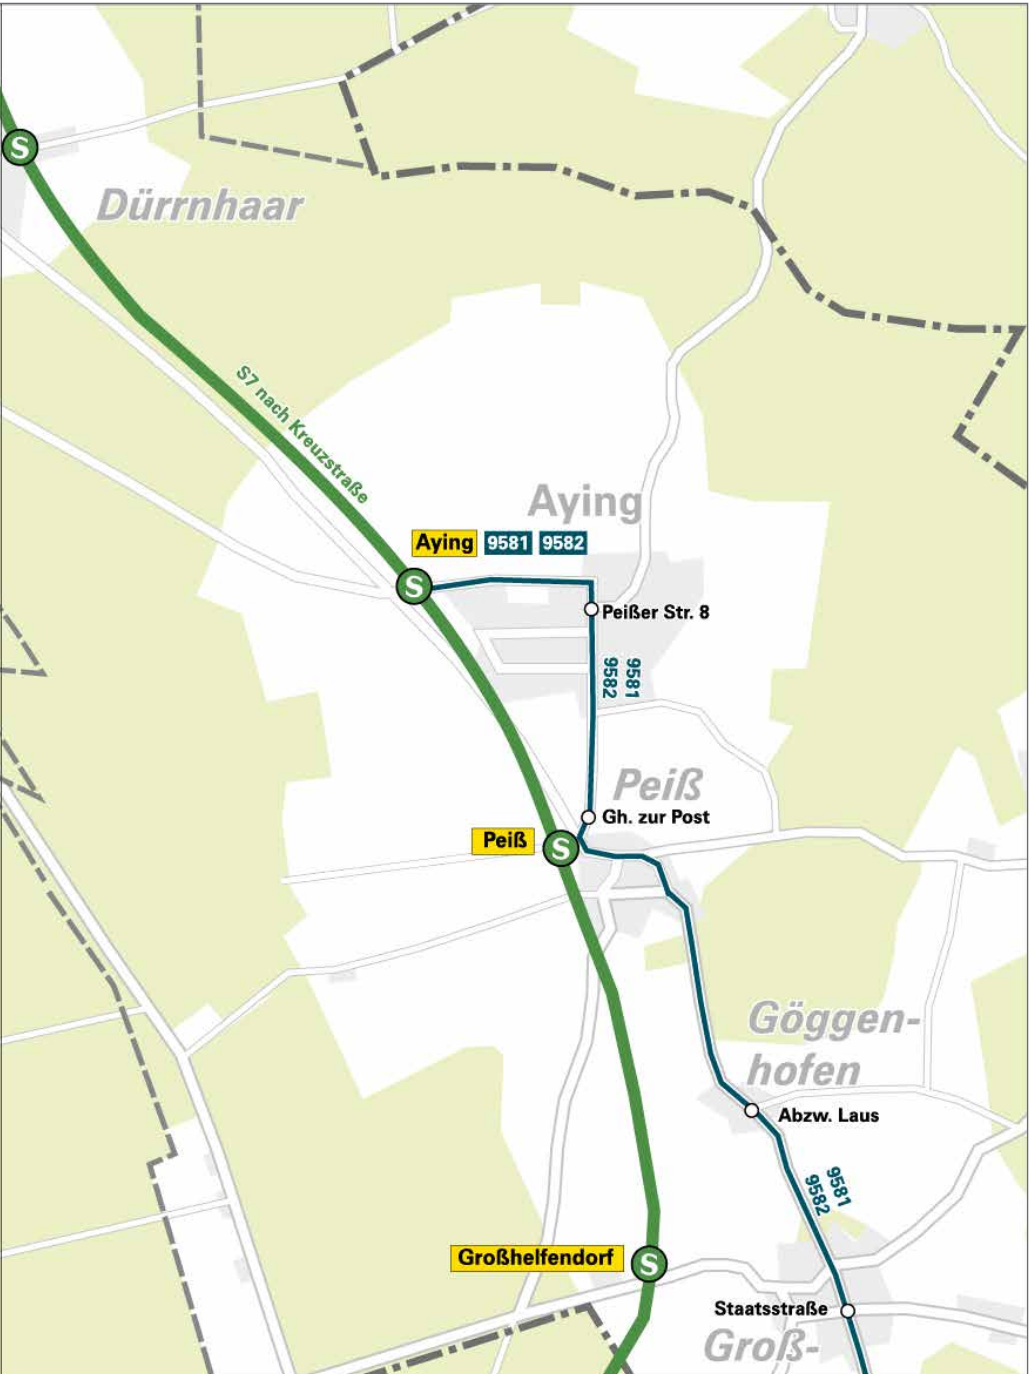 S
Dürrnhaar
S7 nach Kreuzstraße
Aying
Aying 9581 9582
S
Peißer Str. 8
9581
9582
Peiß
Gh. zur Post
Peiß
S
Göggen-
hofen
Abzw. Laus
9581
9582
Großhelfendorf
S
Staatsstraße
Groß-